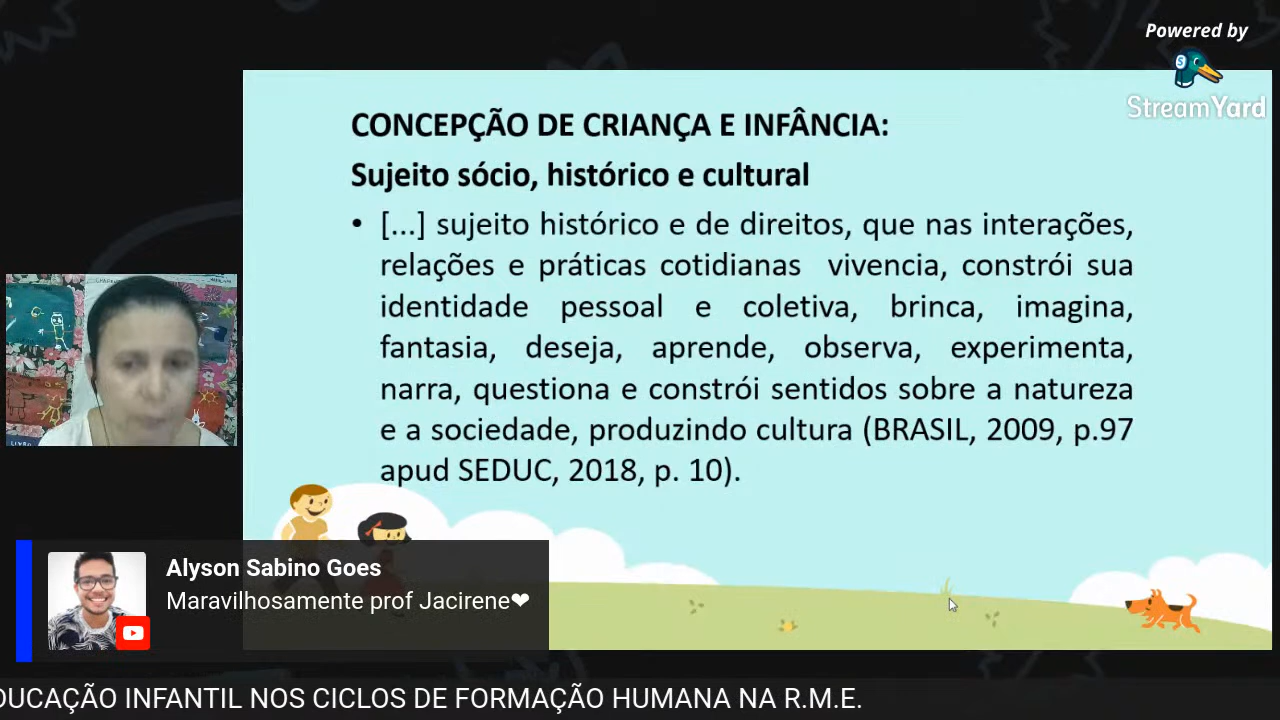 Powered by
StreamYard
CONCEPÇÃO DE CRIANÇA E INFÂNCIA:
Sujeito sócio, histórico e cultural
• [...] sujeito histórico e de direitos, que nas interações,
relações e práticas cotidianas vivencia, constrói sua
identidade pessoal e coletiva, brinca, imagina,
fantasia, deseja, aprende, observa, experimenta,
narra, questiona e constrói sentidos sobre a natureza
e a sociedade, produzindo cultura (BRASIL, 2009, p.97
apud SEDUC, 2018, p. 10).
Alyson Sabino Goes
Maravilhosamente prof Jacirene❤
DUCAÇÃO INFANTIL NOS CICLOS DE FORMAÇÃO HUMANA NA R.M.E.